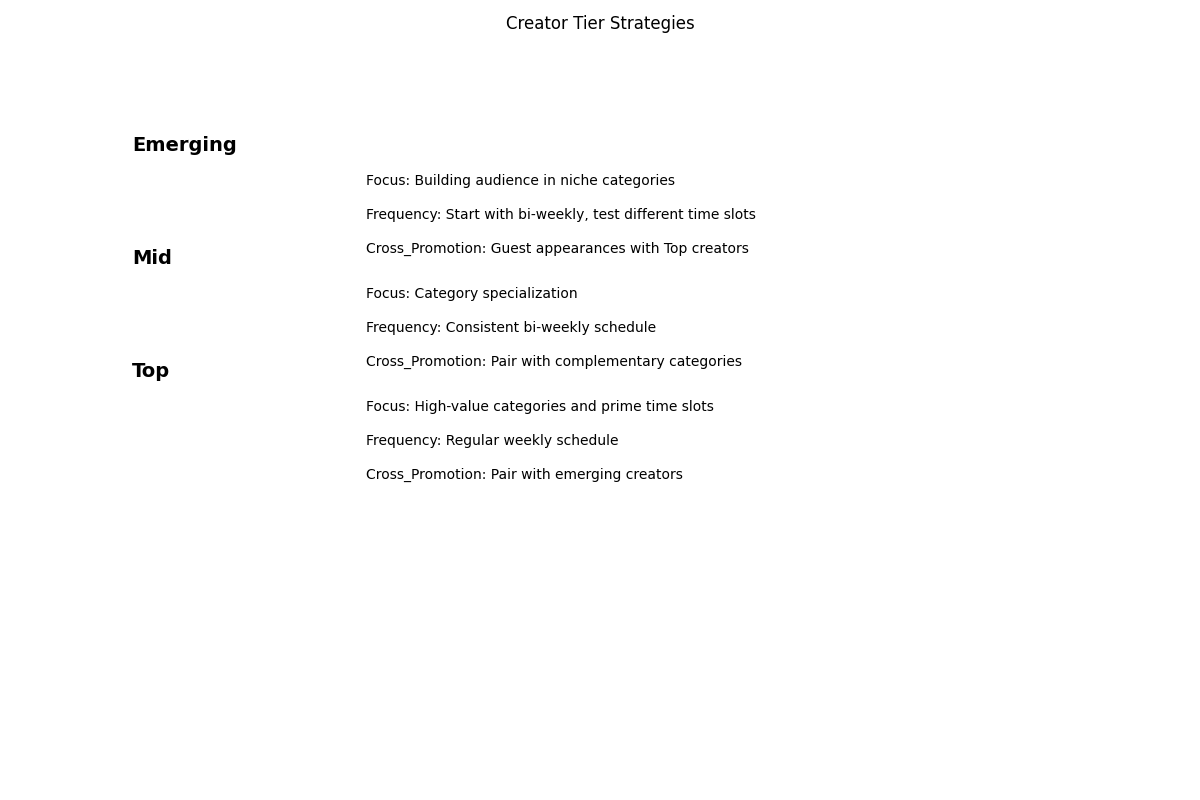 Creator Tier Strategies
Emerging
Focus: Building audience in niche categories
Frequency: Start with bi-weekly, test different time slots
Cross_Promotion: Guest appearances with Top creators
Mid
Focus: Category specialization
Frequency: Consistent bi-weekly schedule
Cross_Promotion: Pair with complementary categories
Top
Focus: High-value categories and prime time slots
Frequency: Regular weekly schedule
Cross_Promotion: Pair with emerging creators